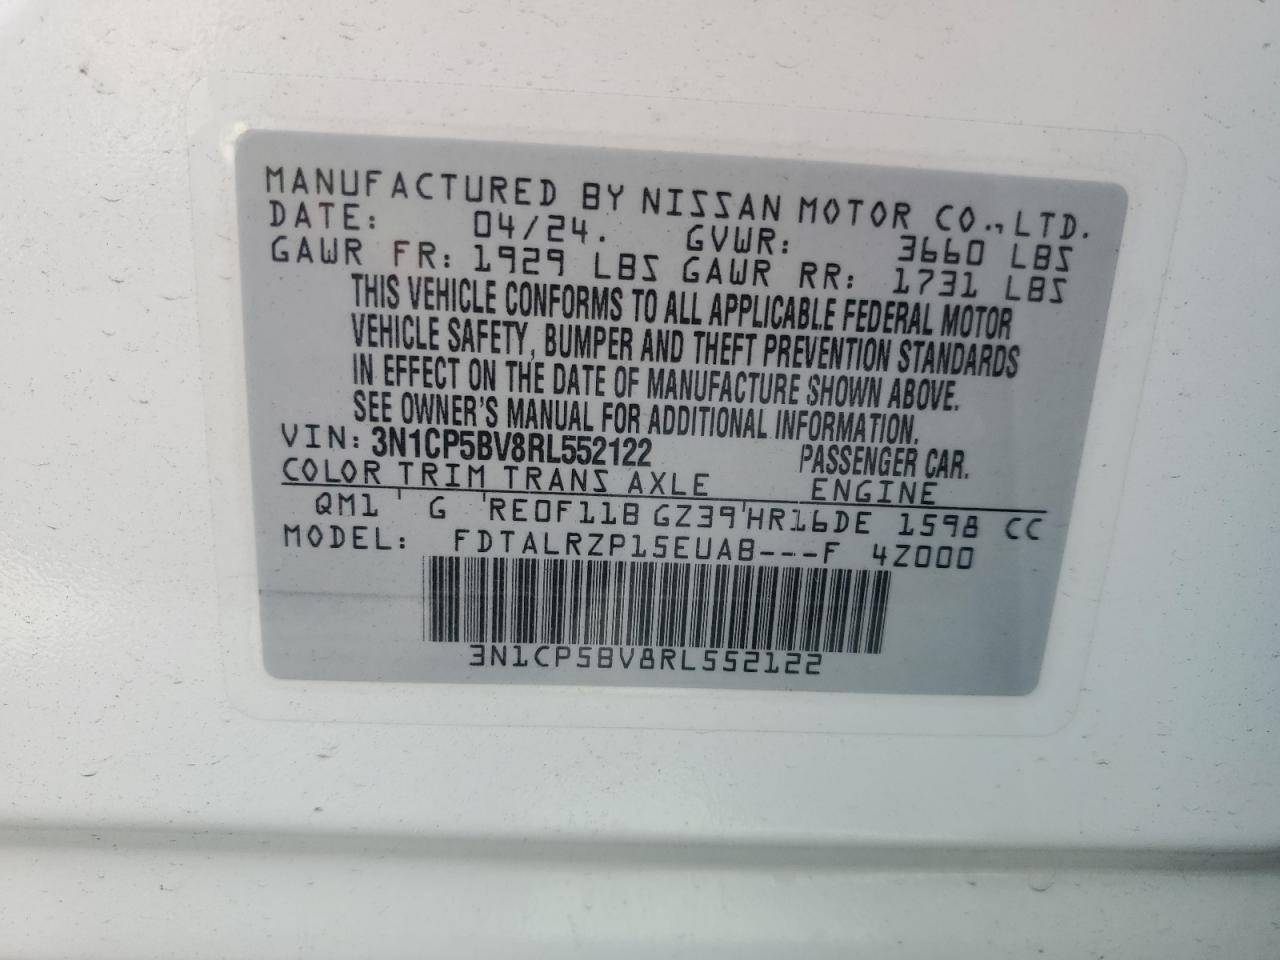 MANUFACTURED BY NISSAN MOTOR CO., LTD.
DATE: 04/24. GVWR: 3660 LBS
GAWR FR: 1929 LBS GAWR RR: 1731 LBS
THIS VEHICLE CONFORMS TO ALL APPLICABLE FEDERAL MOTOR
VEHICLE SAFETY, BUMPER AND THEFT PREVENTION STANDARDS
IN EFFECT ON THE DATE OF MANUFACTURE SHOWN ABOVE.
SEE OWNER'S MANUAL FOR ADDITIONAL INFORMATION.
VIN: 3N1CP5BV8RL552122 PASSENGER CAR.
COLOR TRIM TRANS AXLE ENGINE
QM1 ' G 'RE0F11B GZ39'HR16DE 1598 CC
MODEL: FDTALRZP15EUAB---F 4Z000
3N1CP5BV8RL552122